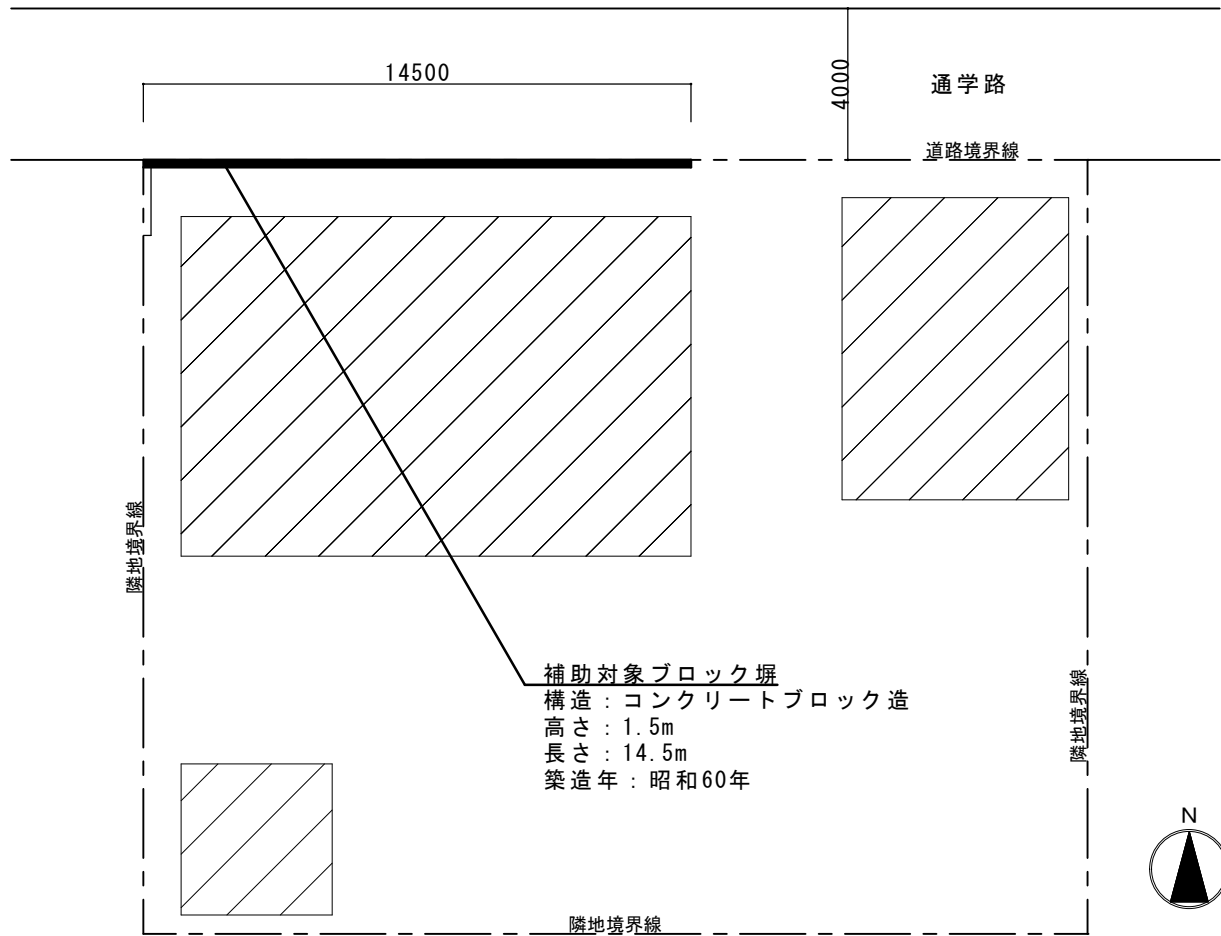 14500
4000
通学路
道路境界線
隣地境界線
補助対象ブロック塀
構造：コンクリートブロック造
高さ：1.5m
長さ：14.5m
築造年：昭和60年
隣地境界線
N
隣地境界線